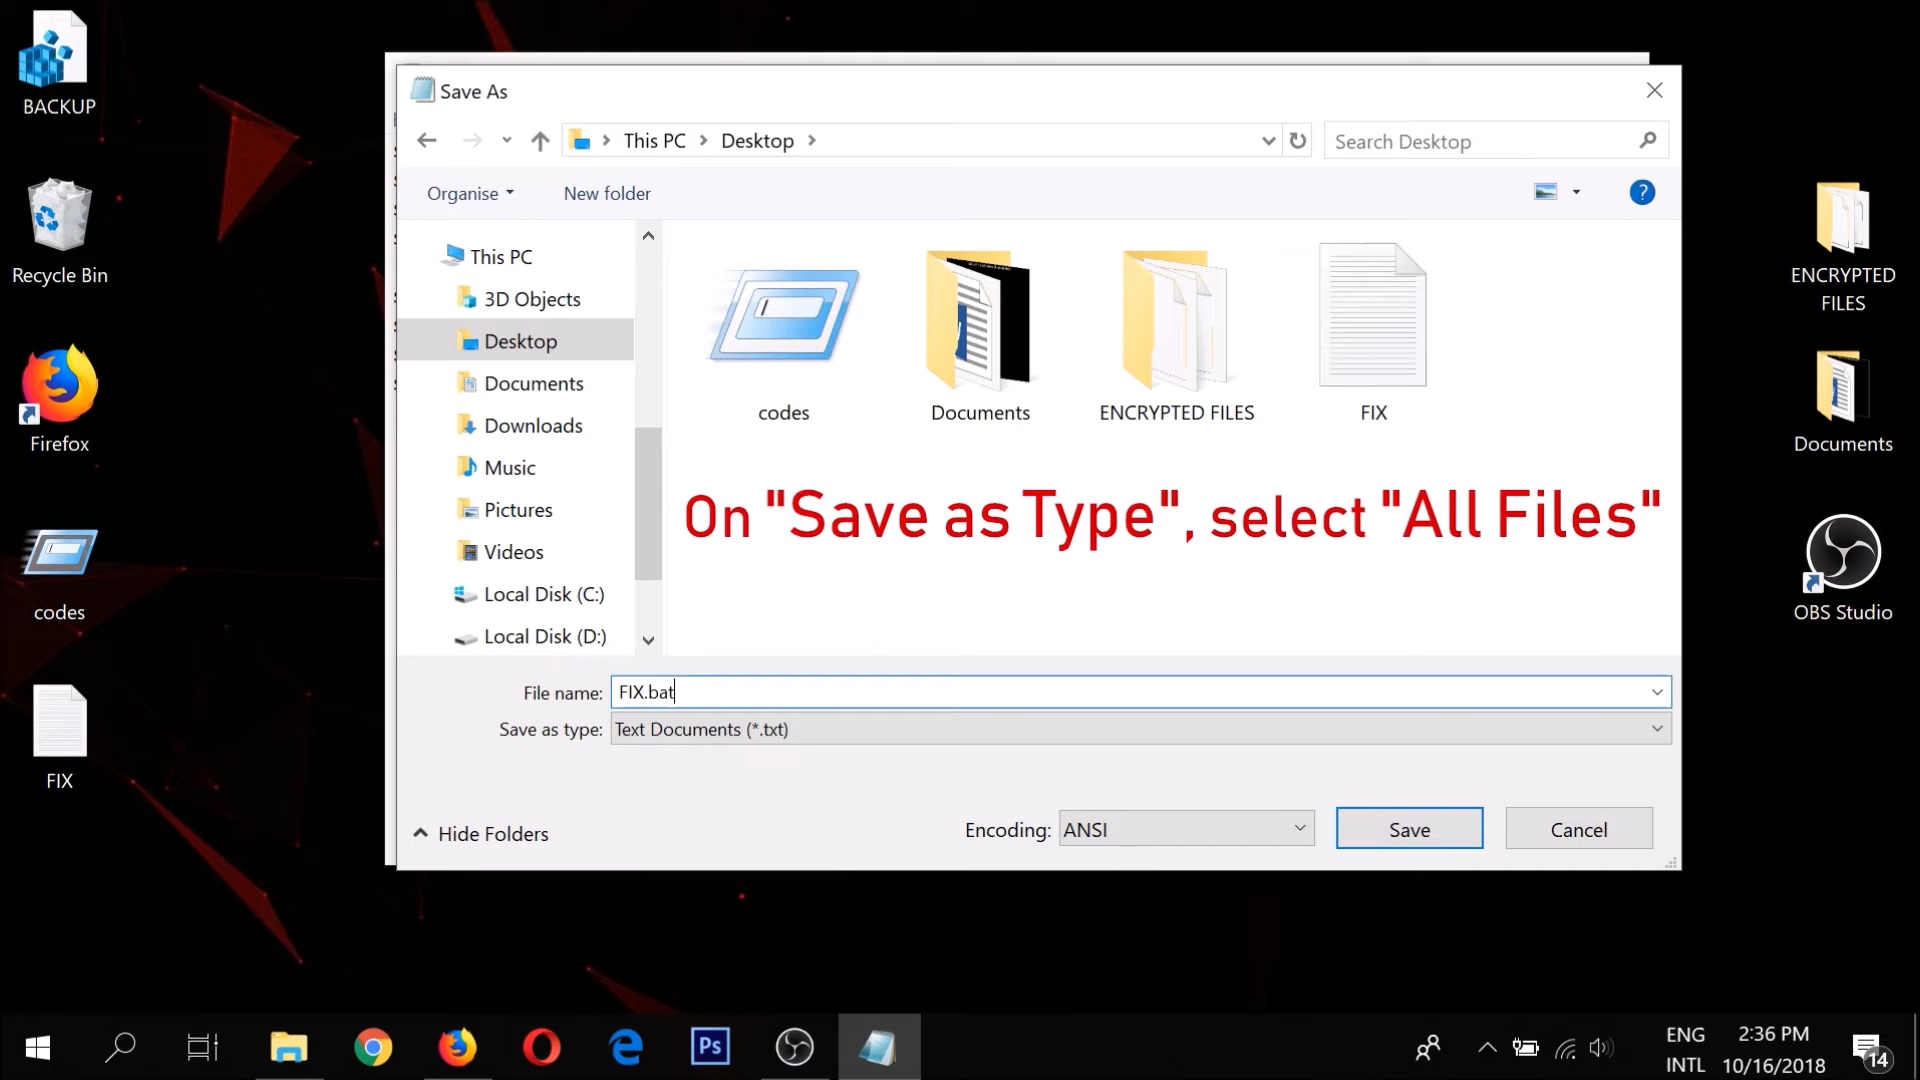 BACKUP
Recycle Bin
Firefox
codes
FIX
Save As
This PC
Desktop
Search Desktop
Organise
New folder
?
This PC
3D Objects
Desktop
Documents
Downloads
Music
Pictures
Videos
Local Disk (C:)
Local Disk (D:)
codes
Documents
ENCRYPTED FILES
FIX
On "Save as Type", select "All Files"
File name: FIX.bat
Save as type: Text Documents (*.txt)
Hide Folders
Encoding: ANSI
Save
Cancel
ENCRYPTED
FILES
Documents
OBS Studio
Ps
ENG
INTL
2:36 PM
10/16/2018
14